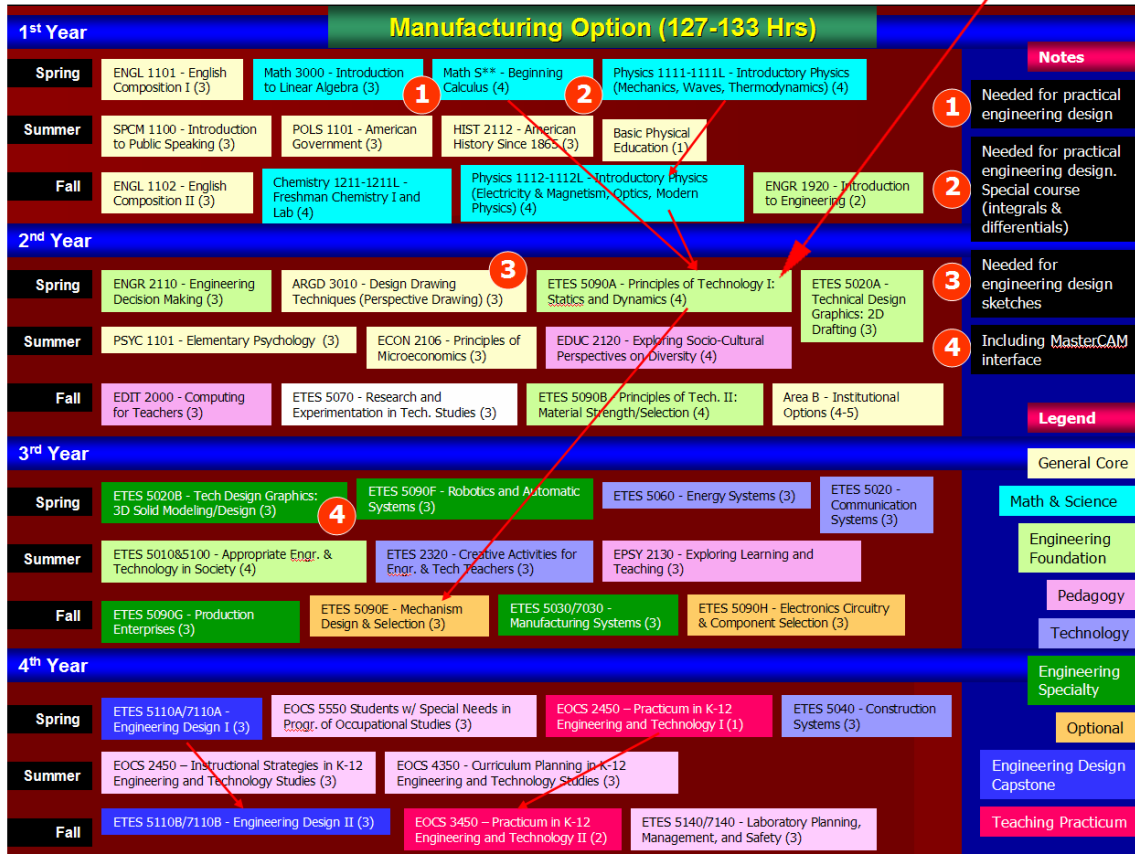 Manufacturing Option (127-133 Hrs)
1st Year
Spring
ENGL 1101 - English
Composition I (3)
Math 3000 - Introduction
to Linear Algebra (3)
1
Math S** - Beginning
Calculus (4)
2
Physics 1111-1111L - Introductory Physics
(Mechanics, Waves, Thermodynamics) (4)
Summer
SPCM 1100 - Introduction
to Public Speaking (3)
POLS 1101 - American
Government (3)
HIST 2112 - American
History Since 1865 (3)
Basic Physical
Education (1)
Fall
ENGL 1102 - English
Composition II (3)
Chemistry 1211-1211L -
Freshman Chemistry I and
Lab (4)
Physics 1112-1112L - Introductory Physics
(Electricity & Magnetism, Optics, Modern
Physics) (4)
ENGR 1920 - Introduction
to Engineering (2)
2nd Year
Spring
ENGR 2110 - Engineering
Decision Making (3)
ARGD 3010 - Design Drawing
Techniques (Perspective Drawing) (3)
3
ETES 5090A - Principles of Technology I:
Statics and Dynamics (4)
ETES 5020A -
Technical Design
Graphics: 2D
Drafting (3)
Summer
PSYC 1101 - Elementary Psychology (3)
ECON 2106 - Principles of
Microeconomics (3)
EDUC 2120 - Exploring Socio-Cultural
Perspectives on Diversity (4)
Fall
EDIT 2000 - Computing
for Teachers (3)
ETES 5070 - Research and
Experimentation in Tech. Studies (3)
ETES 5090B - Principles of Tech. II:
Material Strength/Selection (4)
Area B - Institutional
Options (4-5)
3rd Year
Spring
ETES 5020B - Tech Design Graphics:
3D Solid Modeling/Design (3)
4
ETES 5090F - Robotics and Automatic
Systems (3)
ETES 5060 - Energy Systems (3)
ETES 5020 -
Communication
Systems (3)
Summer
ETES 5010&5100 - Appropriate Engr. &
Technology in Society (4)
ETES 2320 - Creative Activities for
Engr. & Tech Teachers (3)
EPSY 2130 - Exploring Learning and
Teaching (3)
Fall
ETES 5090G - Production
Enterprises (3)
ETES 5090E - Mechanism
Design & Selection (3)
ETES 5030/7030 -
Manufacturing Systems (3)
ETES 5090H - Electronics Circuitry
& Component Selection (3)
4th Year
Spring
ETES 5110A/7110A -
Engineering Design I (3)
EOCS 5550 Students w/ Special Needs in
Progr. of Occupational Studies (3)
EOCS 2450 – Practicum in K-12
Engineering and Technology I (1)
ETES 5040 - Construction
Systems (3)
Summer
EOCS 2450 – Instructional Strategies in K-12
Engineering and Technology Studies (3)
EOCS 4350 - Curriculum Planning in K-12
Engineering and Technology Studies (3)
Fall
ETES 5110B/7110B - Engineering Design II (3)
EOCS 3450 – Practicum in K-12
Engineering and Technology II (2)
ETES 5140/7140 - Laboratory Planning,
Management, and Safety (3)
Notes
1
Needed for practical
engineering design
2
Needed for practical
engineering design.
Special course
(integrals &
differentials)
3
Needed for
engineering design
sketches
4
Including MasterCAM
interface
Legend
General Core
Math & Science
Engineering
Foundation
Pedagogy
Technology
Engineering
Specialty
Optional
Engineering Design
Capstone
Teaching Practicum